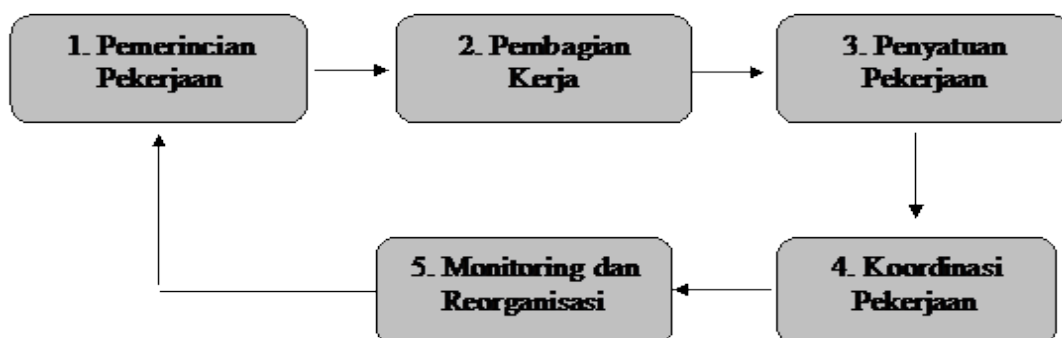 1. Pemerincian
Pekerjaan
2. Pembagian
Kerja
3. Penyatuan
Pekerjaan
4. Koordinasi
Pekerjaan
5. Monitoring dan
Reorganisasi